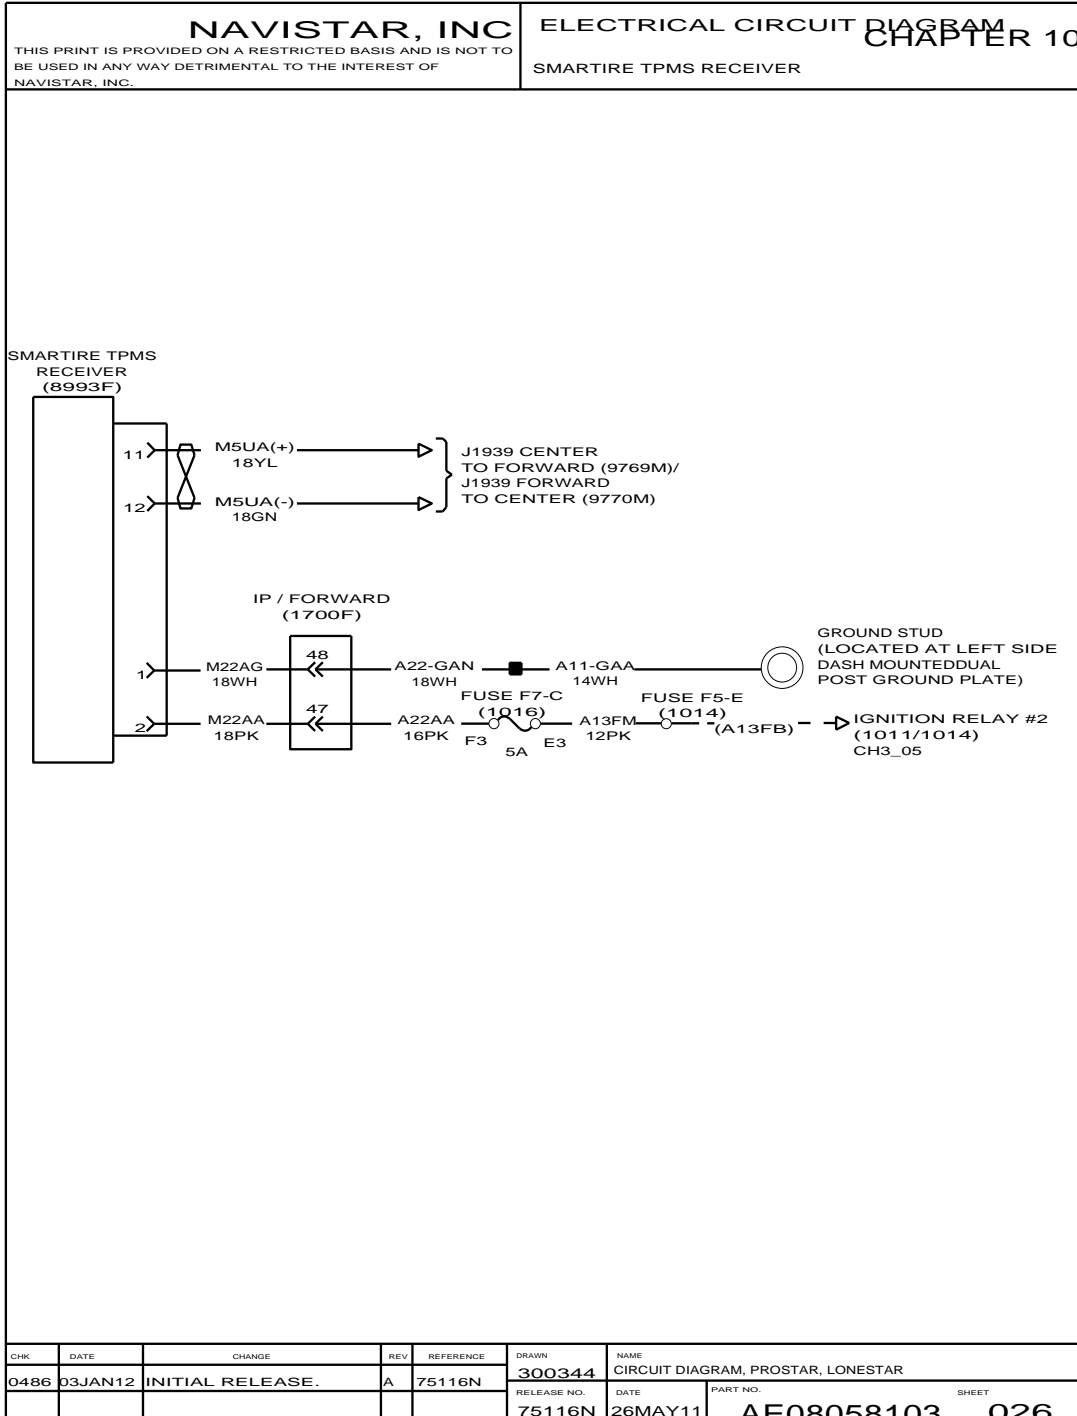 NAVISTAR, INC
THIS PRINT IS PROVIDED ON A RESTRICTED BASIS AND IS NOT TO
BE USED IN ANY WAY DETRIMENTAL TO THE INTEREST OF
NAVISTAR, INC.
ELECTRICAL CIRCUIT DIAGRAM
CHAPTER 10
SMARTIRE TPMS RECEIVER
SMARTIRE TPMS
RECEIVER
(8993F)
11
M5UA(+)
18YL
12
M5UA(-)
18GN
J1939 CENTER
TO FORWARD (9769M)/
J1939 FORWARD
TO CENTER (9770M)
IP / FORWARD
(1700F)
1
M22AG
18WH
48
A22-GAN
18WH
A11-GAA
14WH
GROUND STUD
(LOCATED AT LEFT SIDE
DASH MOUNTEDDUAL
POST GROUND PLATE)
2
M22AA
18PK
47
A22AA
16PK
FUSE F7-C
(1016)
F3
5A
E3
A13FM
12PK
FUSE F5-E
(1014)
(A13FB)
IGNITION RELAY #2
(1011/1014)
CH3_05
CHK DATE CHANGE REV REFERENCE
0486 03JAN12 INITIAL RELEASE. A 75116N
DRAWN
300344
NAME
CIRCUIT DIAGRAM, PROSTAR, LONESTAR
RELEASE NO.
75116N
DATE
26MAY11
PART NO.
AE08058103
SHEET
026